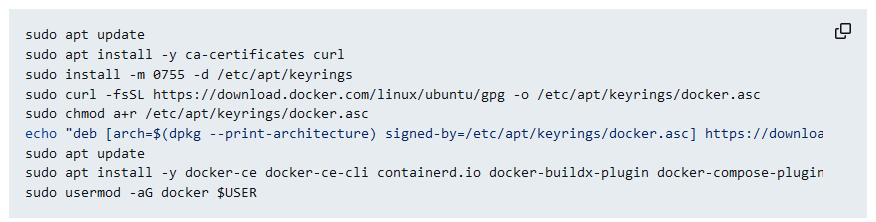 sudo apt update
sudo apt install -y ca-certificates curl
sudo install -m 0755 -d /etc/apt/keyrings
sudo curl -fsSL https://download.docker.com/linux/ubuntu/gpg -o /etc/apt/keyrings/docker.asc
sudo chmod a+r /etc/apt/keyrings/docker.asc
echo "deb [arch=$(dpkg --print-architecture) signed-by=/etc/apt/keyrings/docker.asc] https://downloa
sudo apt update
sudo apt install -y docker-ce docker-ce-cli containerd.io docker-buildx-plugin docker-compose-plugin
sudo usermod -aG docker $USER